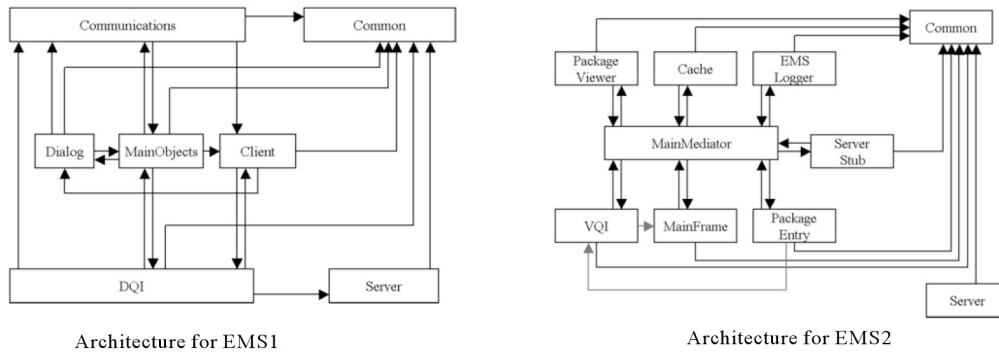 Communications
Common
Dialog
MainObjects
Client
DQI
Server
Architecture for EMS1
Common
Package
Viewer
Cache
EMS
Logger
MainMediator
Server
Stub
VQI
MainFrame
Package
Entry
Server
Architecture for EMS2